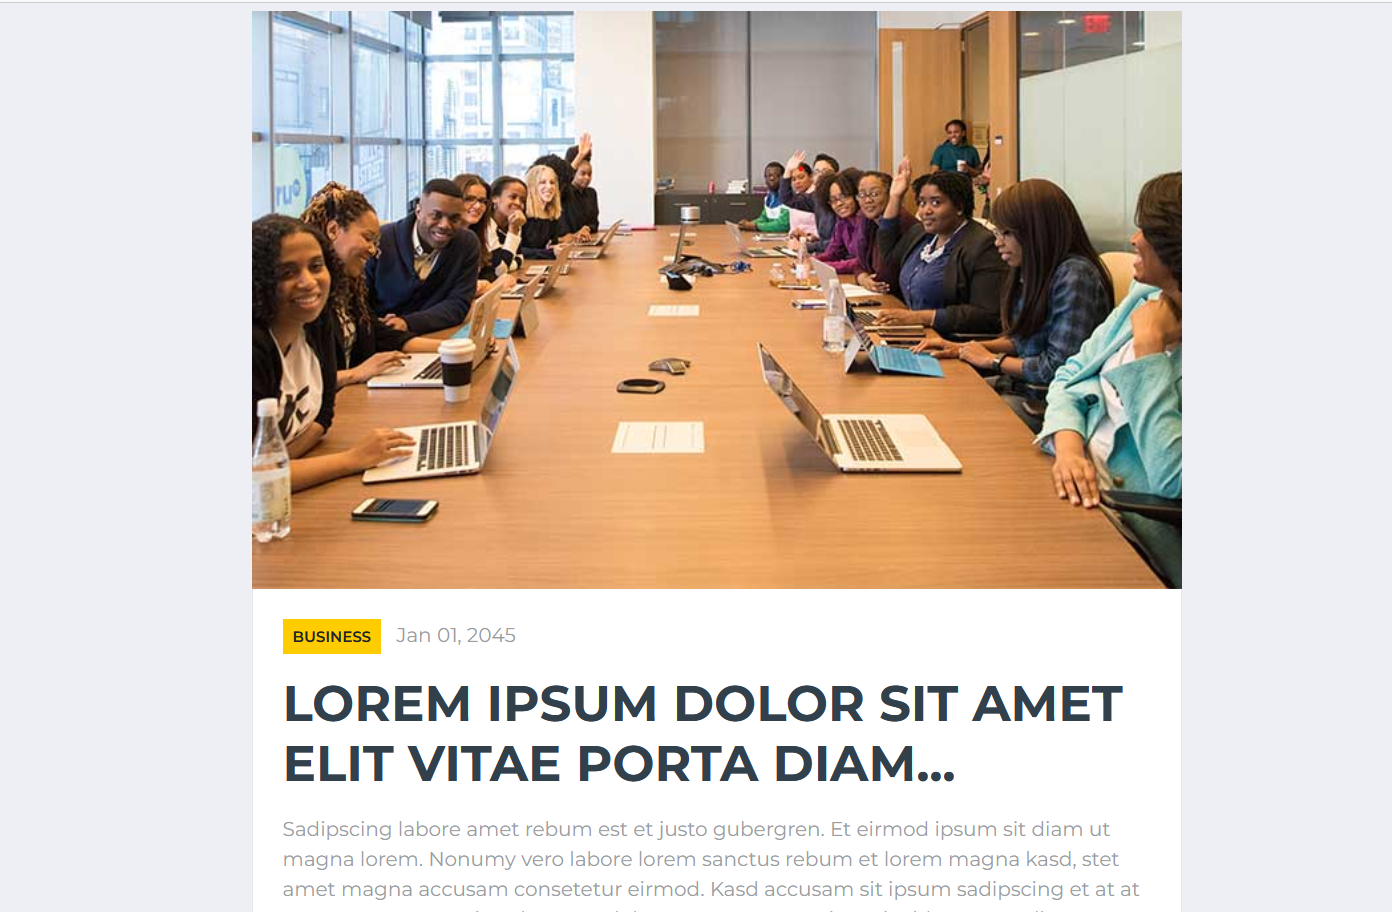 EXIT
BUSINESS Jan 01, 2045
LOREM IPSUM DOLOR SIT AMET
ELIT VITAE PORTA DIAM...
Sadipscing labore amet rebum est et justo gubergren. Et eirmod ipsum sit diam ut
magna lorem. Nonumy vero labore lorem sanctus rebum et lorem magna kasd, stet
amet magna accusam consetetur eirmod. Kasd accusam sit ipsum sadipscing et at at